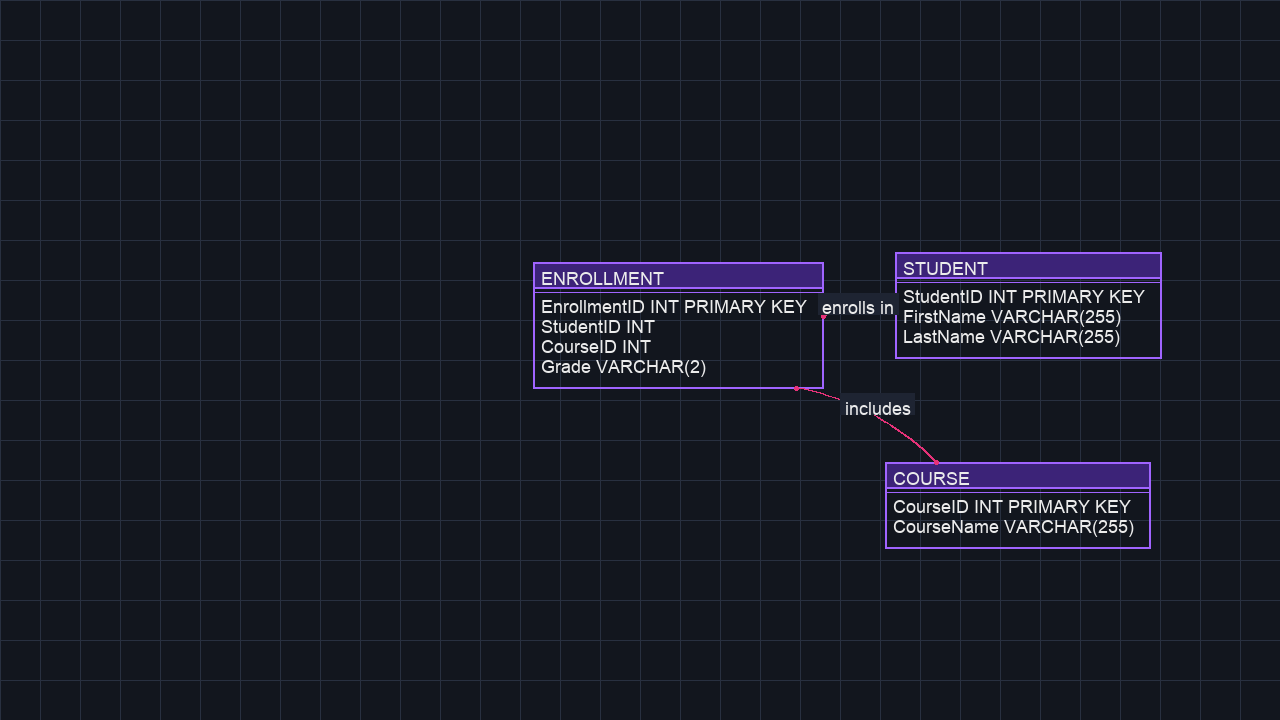 ENROLLMENT
EnrollmentID INT PRIMARY KEY
StudentID INT
CourseID INT
Grade VARCHAR(2)
enrolls in
STUDENT
StudentID INT PRIMARY KEY
FirstName VARCHAR(255)
LastName VARCHAR(255)
includes
COURSE
CourseID INT PRIMARY KEY
CourseName VARCHAR(255)